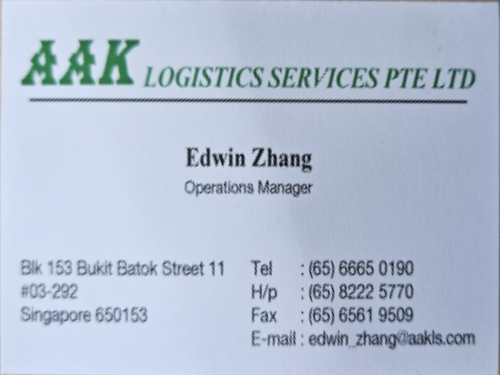 AAK LOGISTICS SERVICES PTE LTD
Edwin Zhang
Operations Manager
Blk 153 Bukit Batok Street 11
#03-292
Singapore 650153
Tel : (65) 6665 0190
H/p : (65) 8222 5770
Fax : (65) 6561 9509
E-mail : edwin_zhang@aakls.com